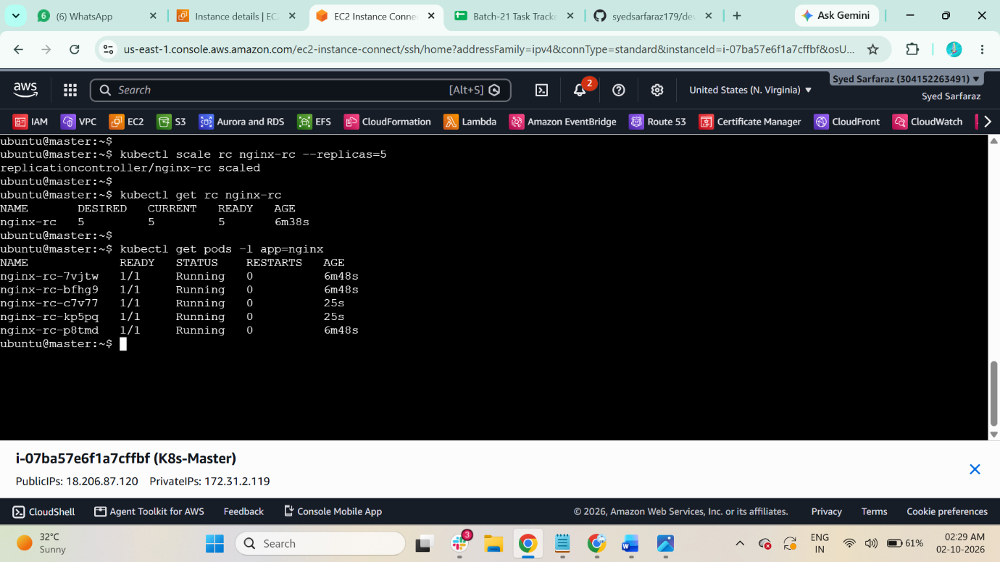 6 (6) WhatsApp
Instance details | EC
EC2 Instance Conne
Batch-21 Task Track
syedsarfaraz179/de
Ask Gemini
us-east-1.console.aws.amazon.com/ec2-instance-connect/ssh/home?addressFamily=ipv4&connType=standard&instanceId=i-07ba57e6f1a7cffbf&osU...
aws
Search [Alt+S]
2
United States (N. Virginia)
Syed Sarfaraz (304152263491)
Syed Sarfaraz
IAM VPC EC2 S3 Aurora and RDS EFS CloudFormation Lambda Amazon EventBridge Route 53 Certificate Manager CloudFront CloudWatch
ubuntu@master:~$
ubuntu@master:~$ kubectl scale rc nginx-rc --replicas=5
replicationcontroller/nginx-rc scaled
ubuntu@master:~$
ubuntu@master:~$ kubectl get rc nginx-rc
NAME DESIRED CURRENT READY AGE
nginx-rc 5 5 5 6m38s
ubuntu@master:~$
ubuntu@master:~$ kubectl get pods -l app=nginx
NAME READY STATUS RESTARTS AGE
nginx-rc-7vjtw 1/1 Running 0 6m48s
nginx-rc-bfhg9 1/1 Running 0 6m48s
nginx-rc-c7v77 1/1 Running 0 25s
nginx-rc-kp5pq 1/1 Running 0 25s
nginx-rc-p8tmd 1/1 Running 0 6m48s
ubuntu@master:~$
i-07ba57e6f1a7cffbf (K8s-Master)
PublicIPs: 18.206.87.120 PrivateIPs: 172.31.2.119
CloudShell Agent Toolkit for AWS Feedback Console Mobile App © 2026, Amazon Web Services, Inc. or its affiliates. Privacy Terms Cookie preferences
32°C
Sunny
Search
3
ENG
IN
61%
02:29 AM
02-10-2026